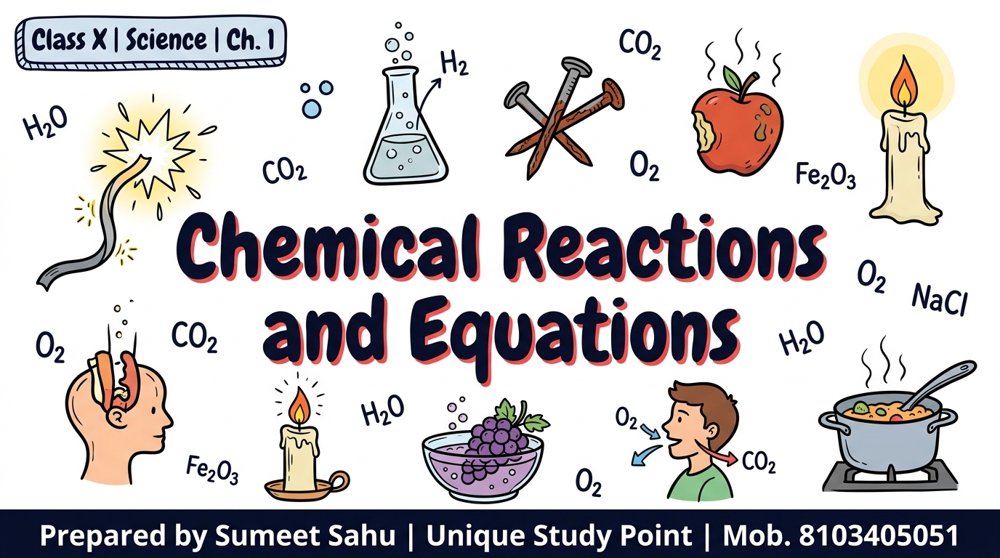 Class X | Science | Ch. 1
H₂
CO₂
H₂O
CO₂
O₂
Fe₂O₃
Chemical Reactions
and Equations
O₂
NaCl
O₂
CO₂
H₂O
H₂O
O₂
CO₂
Fe₂O₃
O₂
Prepared by Sumeet Sahu | Unique Study Point | Mob. 8103405051